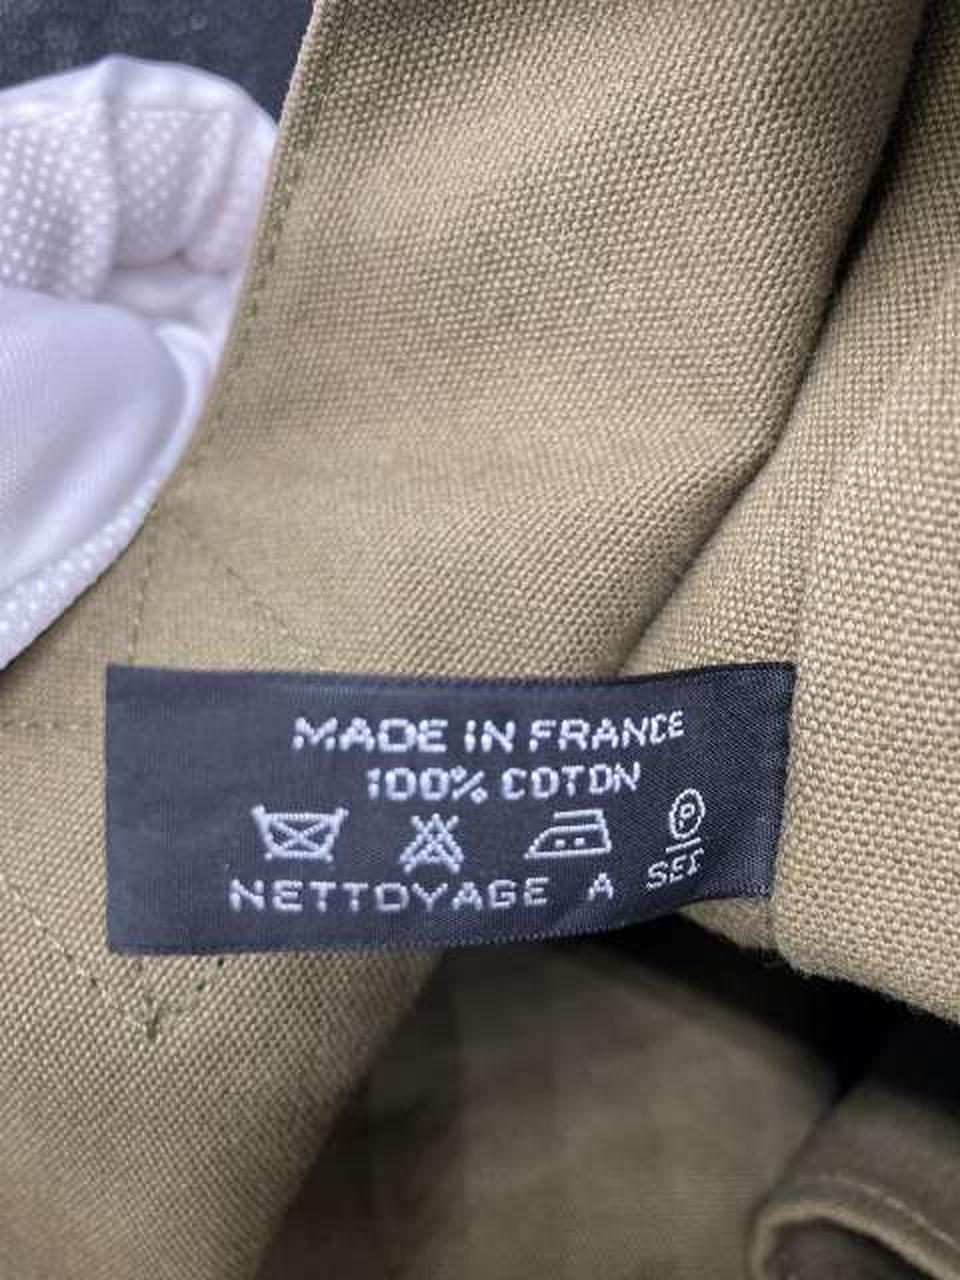 MADE IN FRANCE
100% COTON
P
NETTOYAGE A SEC